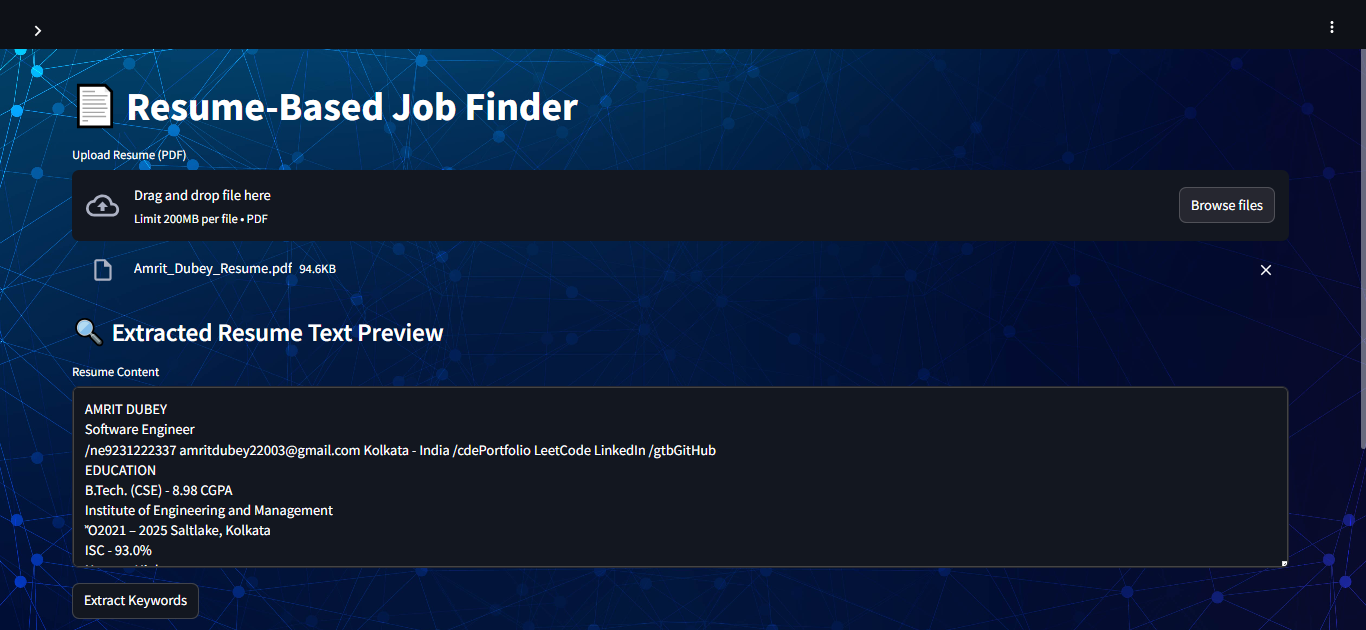 Resume-Based Job Finder
Upload Resume (PDF)
Drag and drop file here
Limit 200MB per file • PDF
Browse files
Amrit_Dubey_Resume.pdf 94.6KB
Extracted Resume Text Preview
Resume Content
AMRIT DUBEY
Software Engineer
/ne9231222337 amritdubey22003@gmail.com Kolkata - India /cdePortfolio LeetCode LinkedIn /gtbGitHub
EDUCATION
B.Tech. (CSE) - 8.98 CGPA
Institute of Engineering and Management
"O2021 – 2025 Saltlake, Kolkata
ISC - 93.0%
Extract Keywords